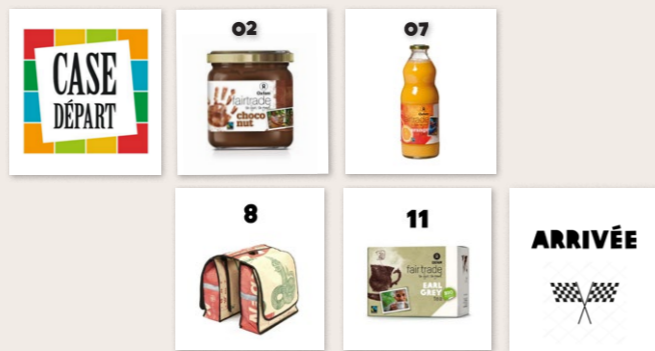 CASE
DÉPART
02
07
fairtrade
choco
nut
8
11
ARRIVÉE
fairtrade
EARL
GREY